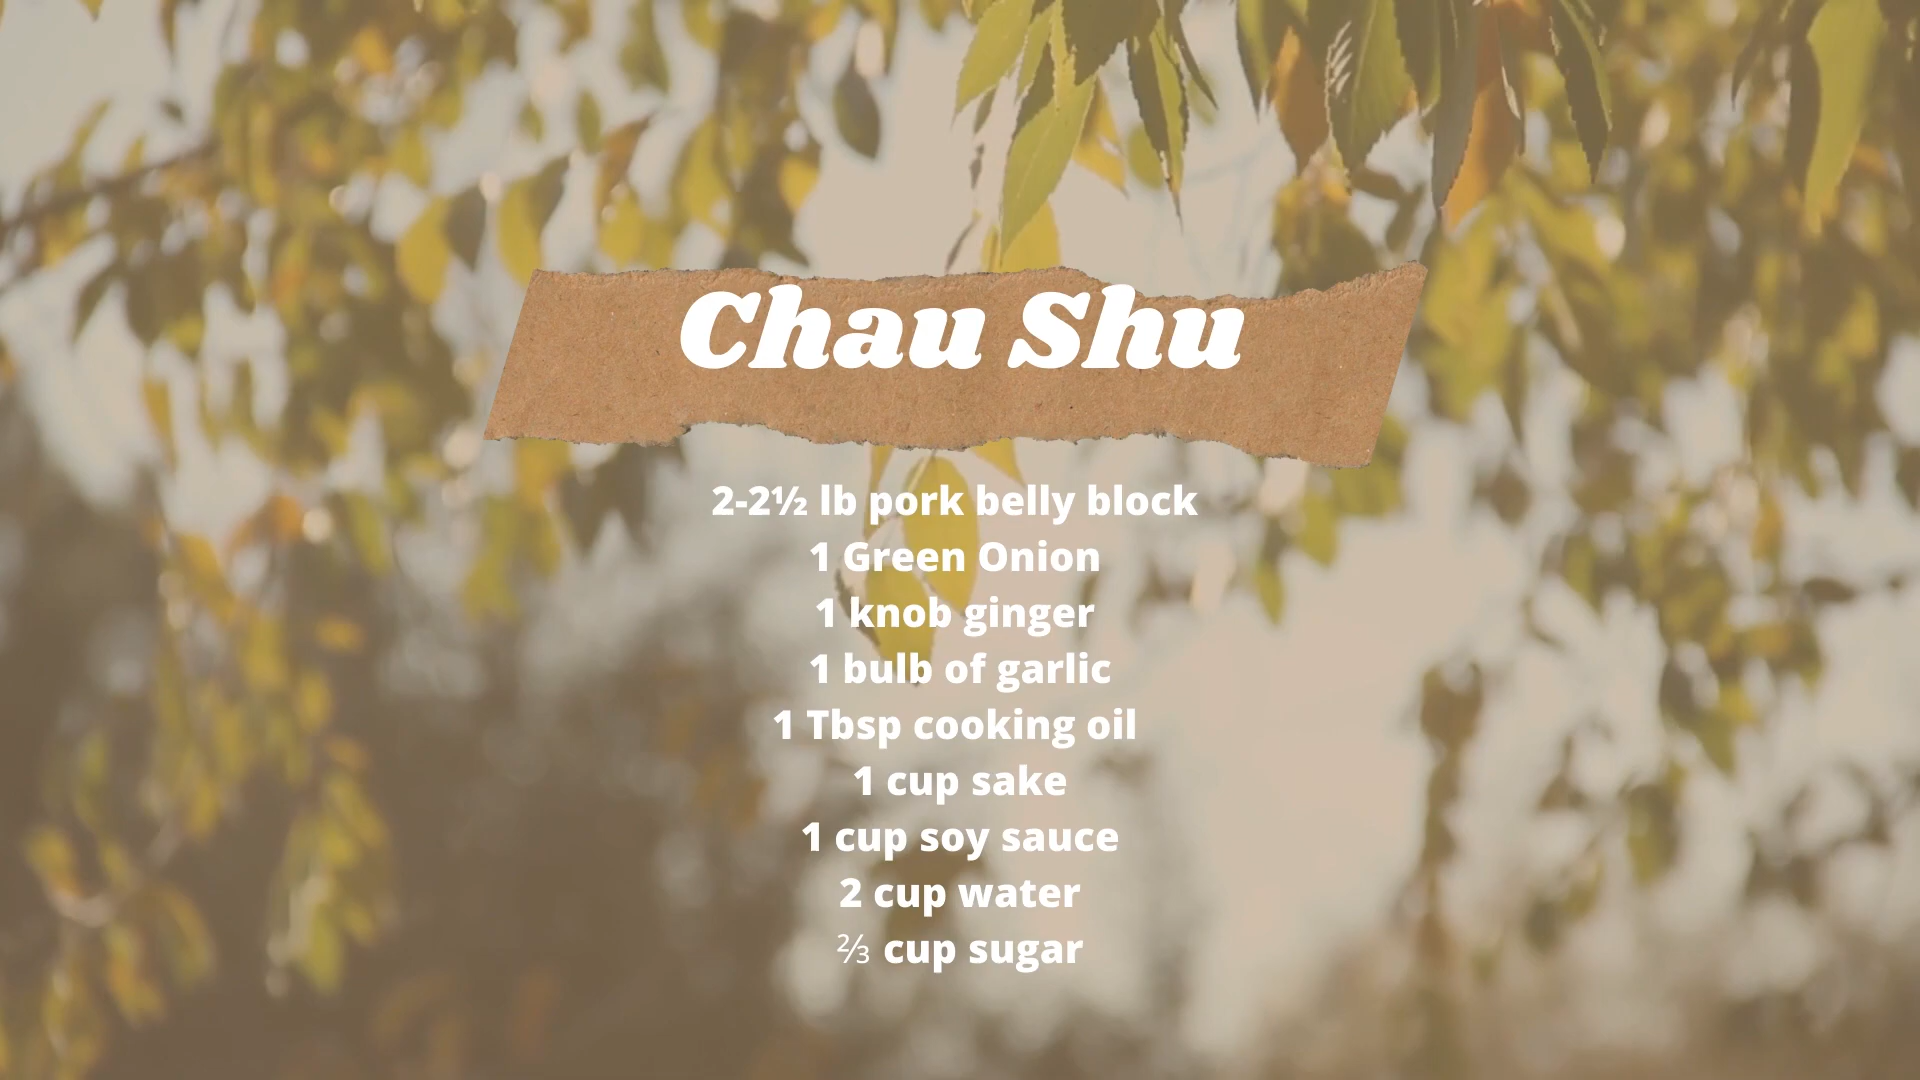 Chau Shu
2-2½ lb pork belly block
1 Green Onion
1 knob ginger
1 bulb of garlic
1 Tbsp cooking oil
1 cup sake
1 cup soy sauce
2 cup water
⅔ cup sugar